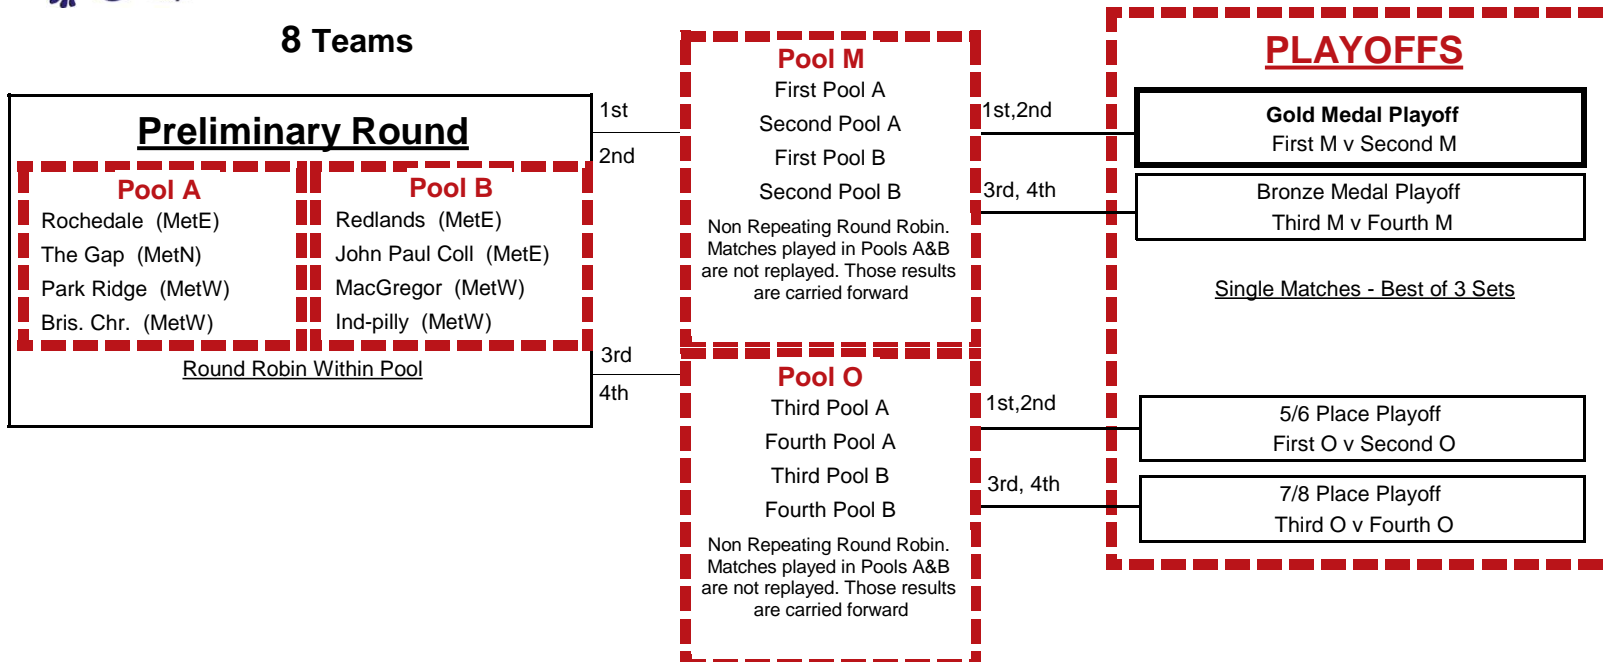 8 Teams
Preliminary Round
Pool A
Rochedale (MetE)
The Gap (MetN)
Park Ridge (MetW)
Bris. Chr. (MetW)
Pool B
Redlands (MetE)
John Paul Coll (MetE)
MacGregor (MetW)
Ind-pilly (MetW)
Round Robin Within Pool
1st
2nd
3rd
4th
Pool M
First Pool A
Second Pool A
First Pool B
Second Pool B
Non Repeating Round Robin.
Matches played in Pools A&B
are not replayed. Those results
are carried forward
Pool O
Third Pool A
Fourth Pool A
Third Pool B
Fourth Pool B
Non Repeating Round Robin.
Matches played in Pools A&B
are not replayed. Those results
are carried forward
1st,2nd
3rd, 4th
1st,2nd
3rd, 4th
PLAYOFFS
Gold Medal Playoff
First M v Second M
Bronze Medal Playoff
Third M v Fourth M
Single Matches - Best of 3 Sets
5/6 Place Playoff
First O v Second O
7/8 Place Playoff
Third O v Fourth O